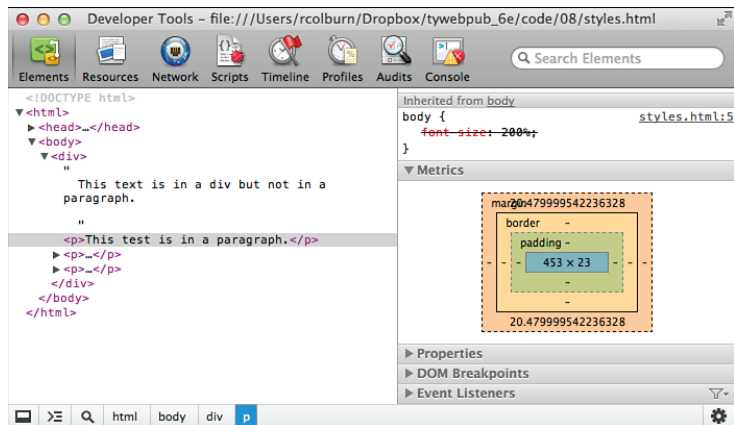 Developer Tools – file:///Users/rcolburn/Dropbox/tywebpub_6e/code/08/styles.html
Elements Resources Network Scripts Timeline Profiles Audits Console Search Elements
<!DOCTYPE html>
▼<html>
▶<head>…</head>
▼<body>
▼<div>
"
This text is in a div but not in a
paragraph.
"
<p>This test is in a paragraph.</p>
▶<p>…</p>
▶<p>…</p>
</div>
</body>
</html>
Inherited from body
body { styles.html:5
font-size: 200%;
}
▼Metrics
margin 20.479999542236328
border –
padding –
– – – 453 × 23 – – –
–
–
20.479999542236328
▶Properties
▶DOM Breakpoints
▶Event Listeners
html body div p